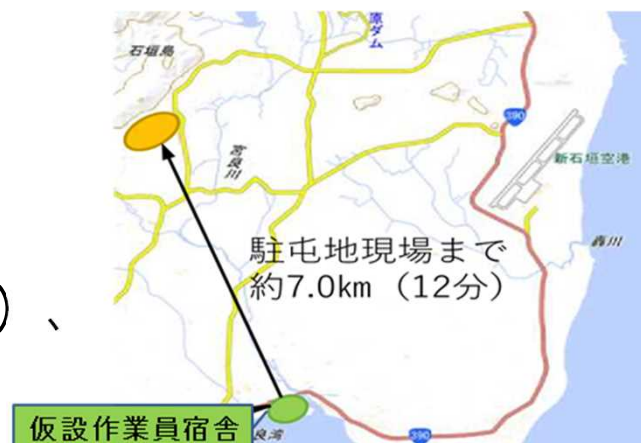 原ダム
石垣島
390
新石垣空港
宮良川
轟川
駐屯地現場まで
約7.0km（12分）
）、
仮設作業員宿舎
良湾
390